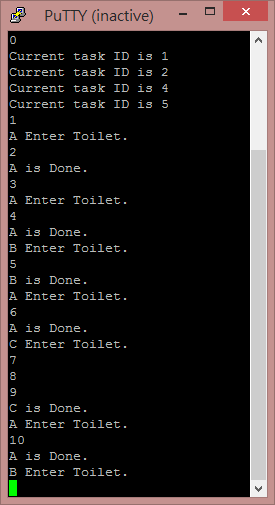 PuTTY (inactive)
0
Current task ID is 1
Current task ID is 2
Current task ID is 4
Current task ID is 5
1
A Enter Toilet.
2
A is Done.
3
A Enter Toilet.
4
A is Done.
B Enter Toilet.
5
B is Done.
A Enter Toilet.
6
A is Done.
C Enter Toilet.
7
8
9
C is Done.
A Enter Toilet.
10
A is Done.
B Enter Toilet.